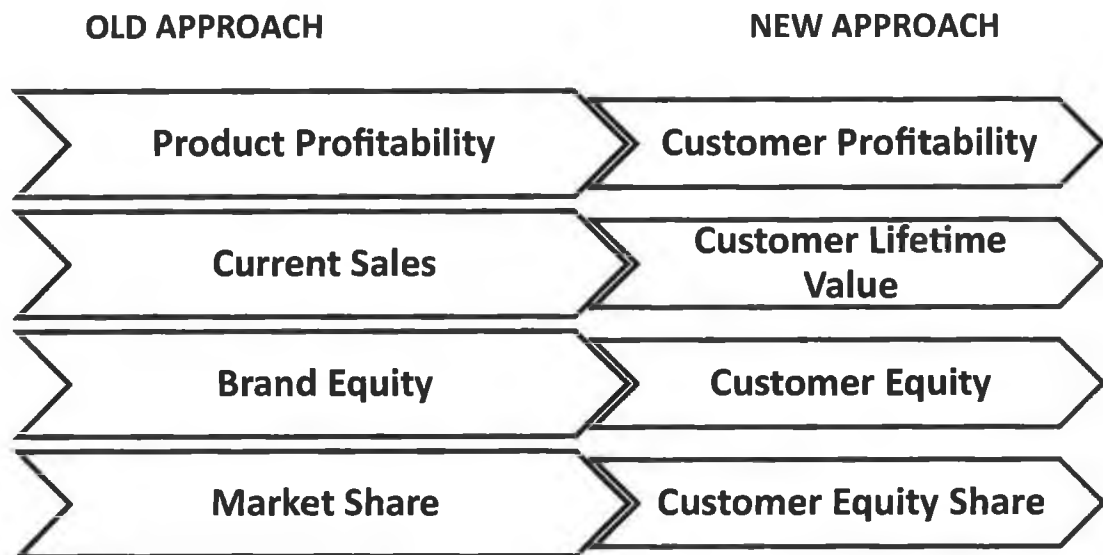 OLD APPROACH
NEW APPROACH
Product Profitability
Customer Profitability
Current Sales
Customer Lifetime
Value
Brand Equity
Customer Equity
Market Share
Customer Equity Share